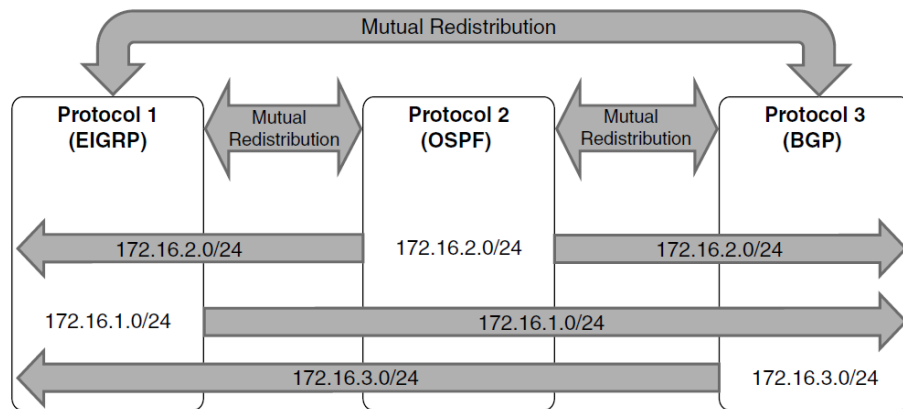 Mutual Redistribution
Protocol 1
(EIGRP)
Mutual
Redistribution
Protocol 2
(OSPF)
Mutual
Redistribution
Protocol 3
(BGP)
172.16.2.0/24
172.16.2.0/24
172.16.2.0/24
172.16.1.0/24
172.16.1.0/24
172.16.3.0/24
172.16.3.0/24